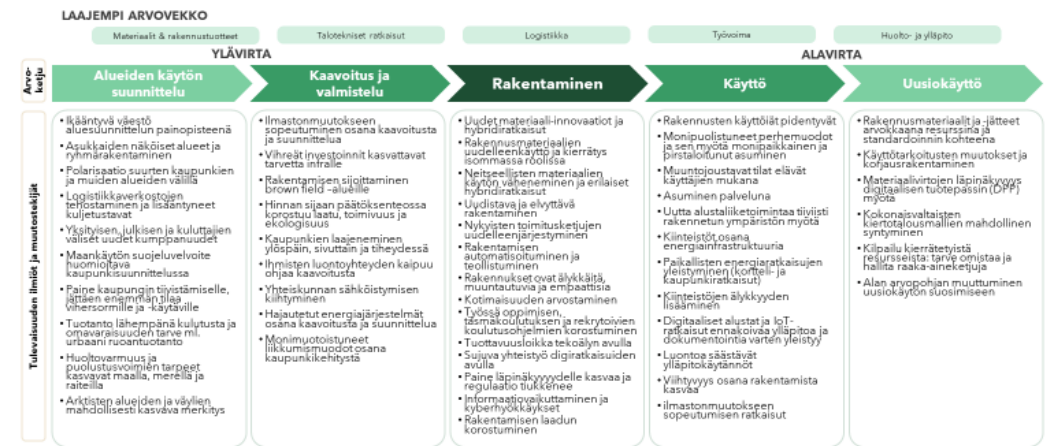 LAAJEMPI ARVOVEKKO
Materiaalit & rakennustuotteet
Talotekniset ratkaisut
Logistiikka
Työvoima
Huolto- ja ylläpito
YLÄVIRTA
ALAVIRTA
Arvo-
ketju
Alueiden käytön
suunnittelu
Kaavoitus ja
valmistelu
Rakentaminen
Käyttö
Uusiokäyttö
Tulevaisuuden ilmiöt ja muutostekijät
• Ikääntyvä väestö
aluesuunnittelun painopisteenä
• Asukkaiden näköiset alueet ja
ryhmärakentaminen
• Polarisaatio suurten kaupunkien
ja muiden alueiden välillä
• Logistiikkaverkostojen
tehostaminen ja lisääntyneet
kuljetustavat
• Yksityisen, julkisen ja kuluttajien
väliset uudet kumppanuudet
• Maankäytön suojeluvelvoite
huomioitava
kaupunkisuunnittelussa
• Paine kaupungin tiivistämiselle,
jättäen enemmän tilaa
vihersormille ja -käytäville
• Tuotanto lähempänä kulutusta ja
omavaraisuuden tarve ml.
urbaani ruoantuotanto
• Huoltovarmuus ja
puolustusvoimien tarpeet
kasvavat maalla, merellä ja
raiteilla
• Arktisten alueiden ja väylien
mahdollisesti kasvava merkitys
• Ilmastonmuutokseen
sopeutuminen osana kaavoitusta
ja suunnittelua
• Vihreät investoinnit kasvattavat
tarvetta infralle
• Rakentamisen sijoittaminen
brown field –alueille
• Hinnan sijaan päätöksenteossa
korostuu laatu, toimivuus ja
ekologisuus
• Kaupunkien laajeneminen
ylöspäin, sivuttain ja tiheydessä
• Ihmisten luontoyhteyden kaipuu
ohjaa kaavoitusta
• Yhteiskunnan sähköistymisen
kiihtyminen
• Hajautetut energiajärjestelmät
osana kaavoitusta ja suunnittelua
• Monimuotoistuneet
liikkumismuodot osana
kaupunkikehitystä
• Uudet materiaali-innovaatiot ja
hybridiratkaisut
• Rakennusmateriaalien
uudelleenkäyttö ja kierrätys
isommassa roolissa
• Neitseellisten materiaalien
käytön väheneminen ja erilaiset
hybridiratkaisut
• Uudistava ja elvyttävä
rakentaminen
• Nykyisten toimitusketjujen
uudelleenjärjestyminen
• Rakentamisen
automatisoituminen ja
teollistuminen
• Rakennukset ovat älykkäitä,
muuntautuvia ja empaattisia
• Kotimaisuuden arvostaminen
• Työssä oppimisen,
täsmäkoulutuksen ja rekrytoivien
koulutusohjelmien korostuminen
• Tuottavuusloikka tekoälyn avulla
• Sujuva yhteistyö digiratkaisuiden
avulla
• Paine läpinäkyvyydelle kasvaa ja
regulaatio tiukkenee
• Informaatiovaikuttaminen ja
kyberhyökkäykset
• Rakentamisen laadun
korostuminen
• Rakennusten käyttöiät pidentyvät
• Monipuolistuneet perhemuodot
ja sen myötä monipaikkainen ja
pirstaloitunut asuminen
• Muuntojoustavat tilat elävät
käyttäjien mukana
• Asuminen palveluna
• Uutta alustaliiketoimintaa tiiviisti
rakennetun ympäristön myötä
• Kiinteistöt osana
energiainfrastruktuuria
• Paikallisten energiaratkaisujen
yleistyminen (kortteli- ja
kaupunkiratkaisut)
• Kiinteistöjen älykkyyden
lisääminen
• Digitaaliset alustat ja IoT-
ratkaisut ennakoivaa ylläpitoa ja
dokumentointia varten yleistyy
• Luontoa säästävät
ylläpitokäytännöt
• Viihtyvyys osana rakentamista
kasvaa
• ilmastonmuutokseen
sopeutumisen ratkaisut
• Rakennusmateriaalit ja -jätteet
arvokkaana resurssina ja
standardoinnin kohteena
• Käyttötarkoitusten muutokset ja
korjausrakentaminen
• Materiaalivirtojen läpinäkyvyys
digitaalisen tuotepassin (DPP)
myötä
• Kokonaisvaltaisten
kiertotalousmallien mahdollinen
syntyminen
• Kilpailu kierrätetyistä
resursseista: tarve omistaa ja
hallita raaka-aineketjuja
• Alan arvopohjan muuttuminen
uusiokäytön suosimiseen